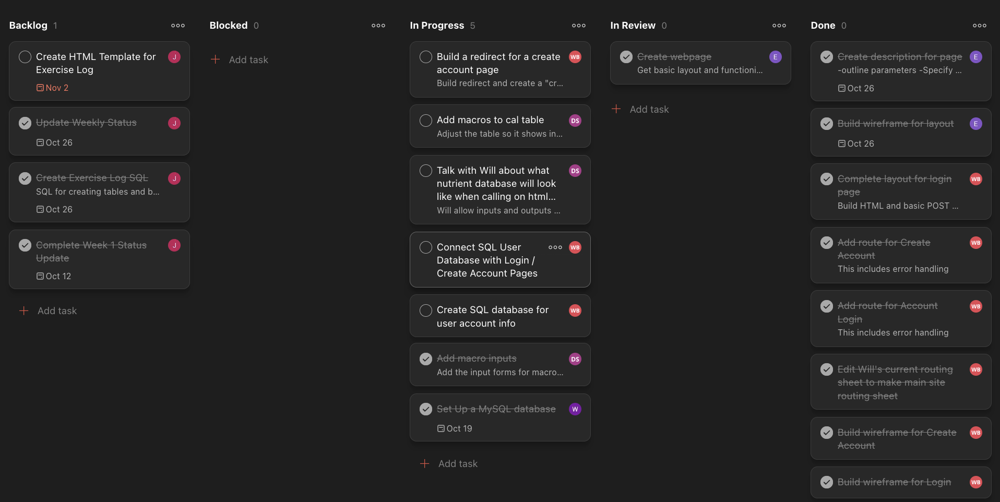 Backlog 1
Create HTML Template for
Exercise Log
J
Nov 2
Update Weekly Status
J
Oct 26
Create Exercise Log SQL
J
SQL for creating tables and b...
Oct 26
Complete Week 1 Status
Update
J
Oct 12
Add task
Blocked 0
Add task
In Progress 5
Build a redirect for a create
account page
WB
Build redirect and create a "cr...
Add macros to cal table
DS
Adjust the table so it shows in...
Talk with Will about what
nutrient database will look
like when calling on html...
DS
Will allow inputs and outputs ...
Connect SQL User
Database with Login /
Create Account Pages
WB
Create SQL database for
user account info
WB
Add macro inputs
DS
Add the input forms for macro...
Set Up a MySQL database
W
Oct 19
Add task
In Review 0
Create webpage
E
Get basic layout and functioni...
Add task
Done 0
Create description for page
E
-outline parameters -Specify ...
Oct 26
Build wireframe for layout
E
Oct 26
Complete layout for login
page
WB
Build HTML and basic POST ...
Add route for Create
Account
WB
This includes error handling
Add route for Account
Login
WB
This includes error handling
Edit Will's current routing
sheet to make main site
routing sheet
WB
Build wireframe for Create
Account
WB
Build wireframe for Login
WB